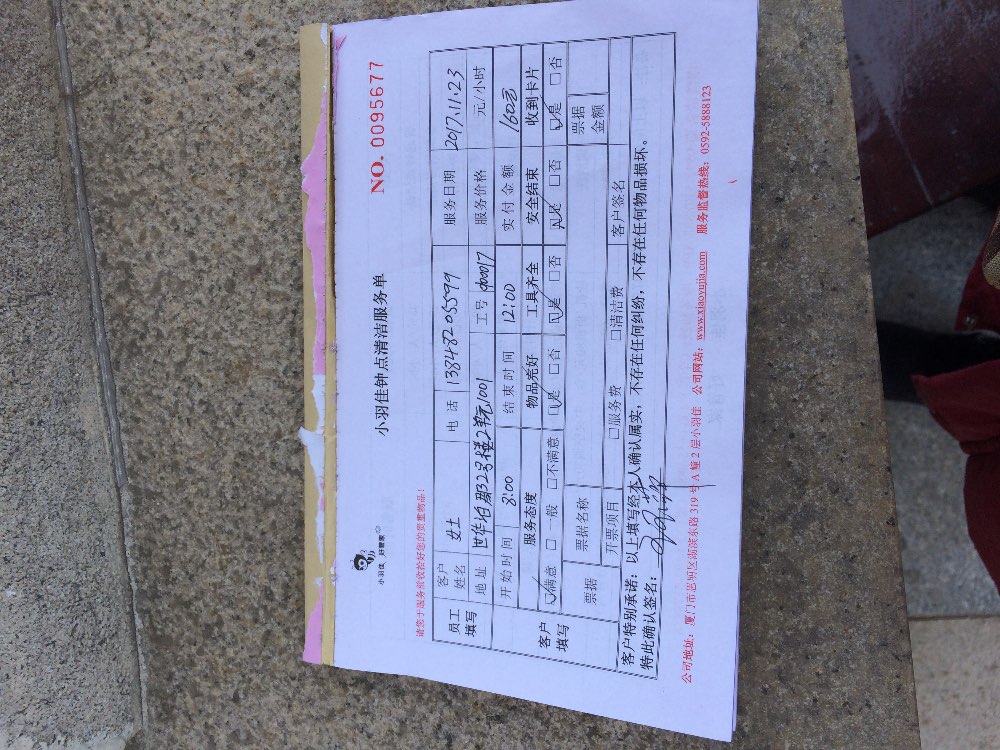 小羽佳 好管家
小羽佳钟点清洁服务单
NO. 0095677
请您于服务前收拾好您的贵重物品!
员工填写 客户姓名 女士 电话 13848205599 服务日期 2017.11.23
地址 世华泊郡32号楼2单元1001 工号 服务价格 元/小时
开始时间 8:00 结束时间 12:00 实付金额 160元
客户填写 服务态度 物品完好 工具齐全 安全结束 收到卡片
☑满意 □一般 □不满意 ☑是 □否 ☑是 □否 ☑是 □否 ☑是 □否
票据 票据名称 票据金额
开票项目 □服务费 □清洁费 客户签名
客户特别承诺:以上填写经本人确认属实,不存在任何纠纷,不存在任何物品损坏。
特此确认签名:
公司地址:厦门市思明区湖滨东路319号A幢2层小羽佳 公司网站:www.xiaoyujia.com 服务监督热线:0592-5888123